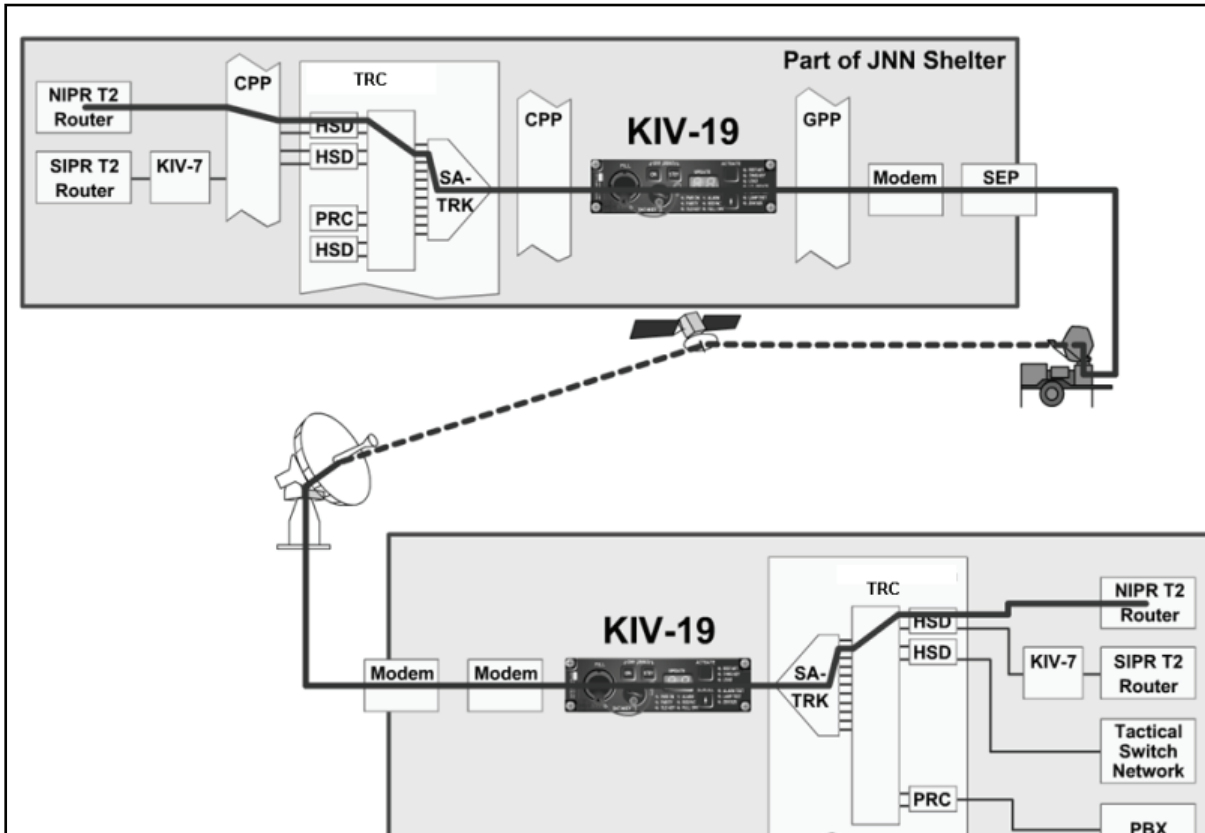 Part of JNN Shelter
NIPR T2
Router
SIPR T2
Router
KIV-7
CPP
TRC
HSD
HSD
PRC
HSD
SA-
TRK
CPP
KIV-19
GPP
Modem
SEP
KIV-19
Modem
Modem
SA-
TRK
TRC
HSD
HSD
PRC
NIPR T2
Router
KIV-7
SIPR T2
Router
Tactical
Switch
Network
PBX